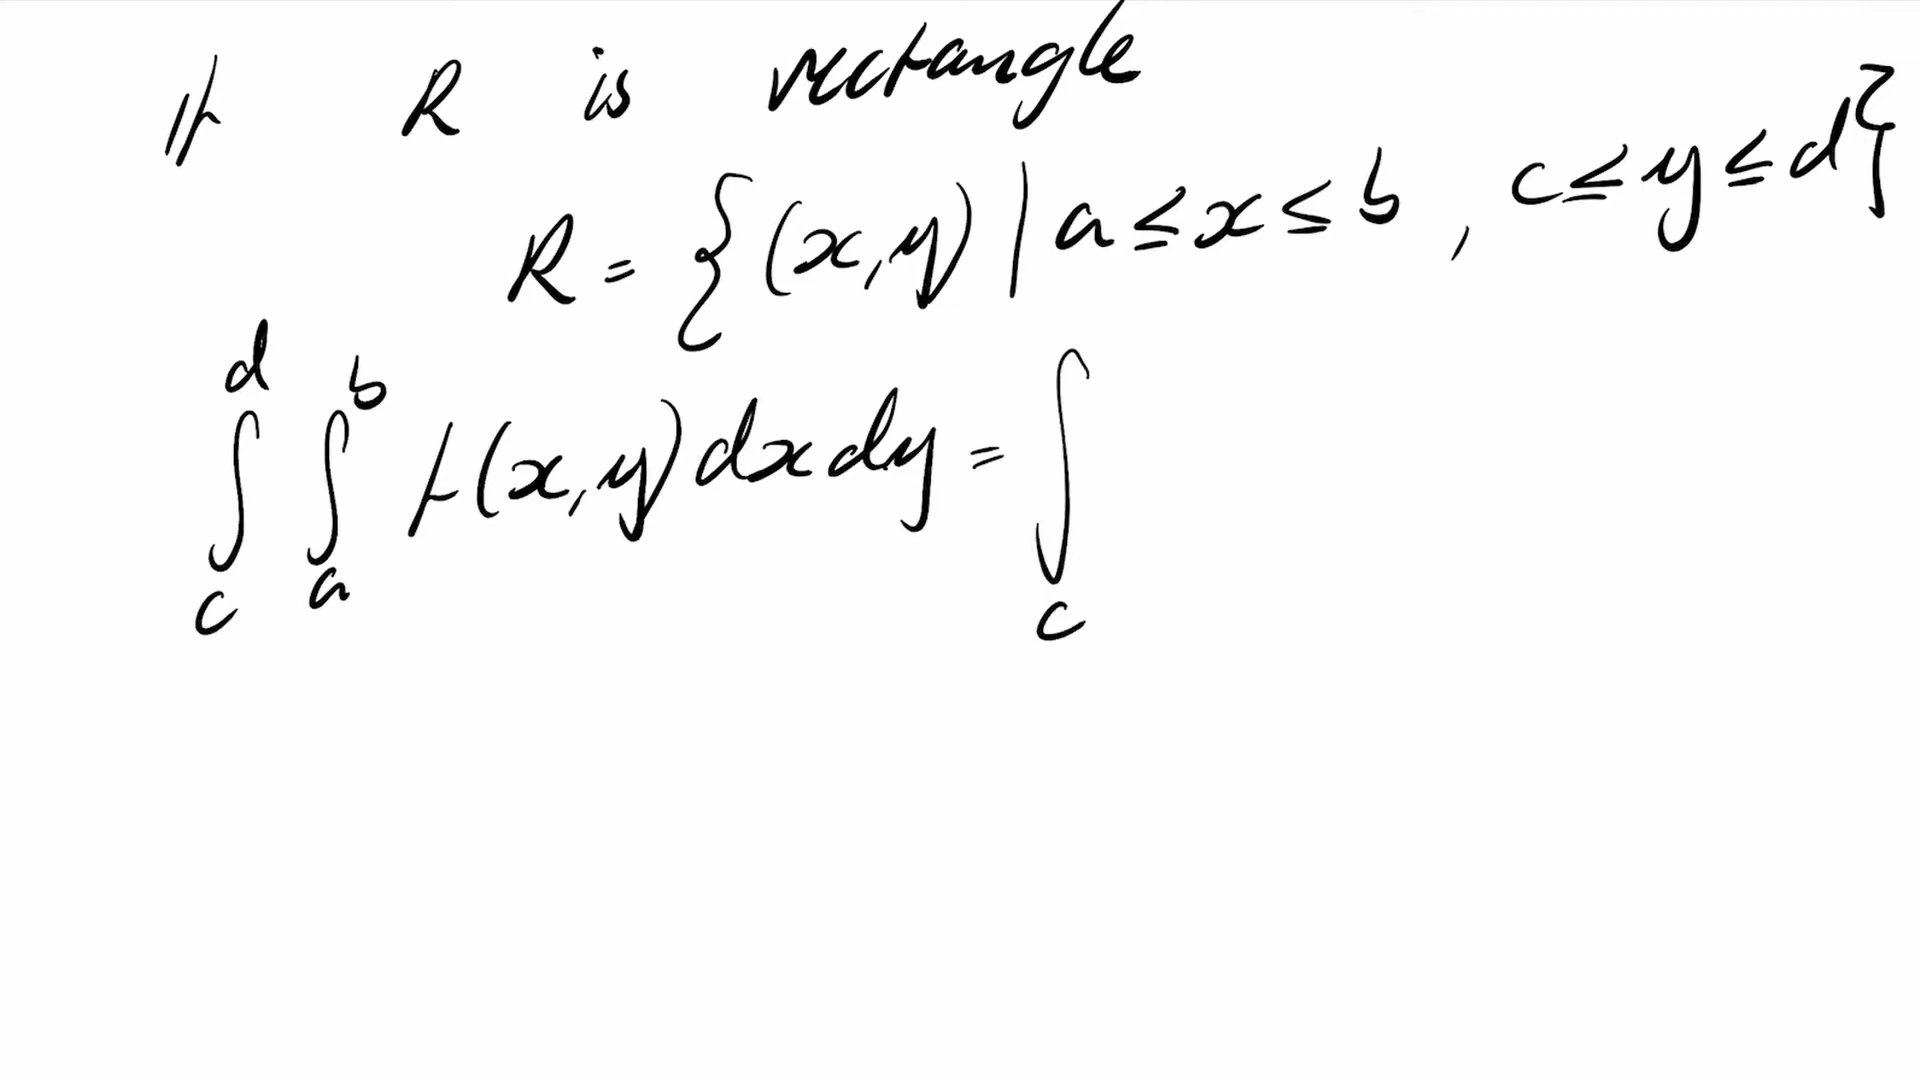 If R is rectangle
R = {(x,y) | a ≤ x ≤ b , c ≤ y ≤ d}
∫_c^d ∫_a^b f(x,y) dx dy = ∫_c